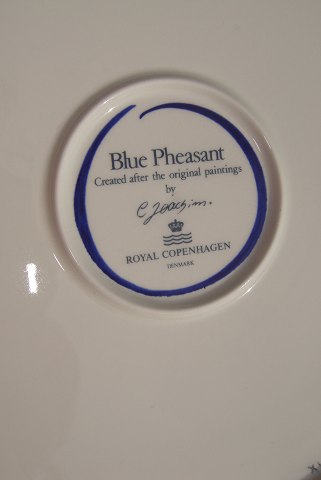 Blue Pheasant
Created after the original paintings
by
C Joachim.
ROYAL COPENHAGEN
DENMARK